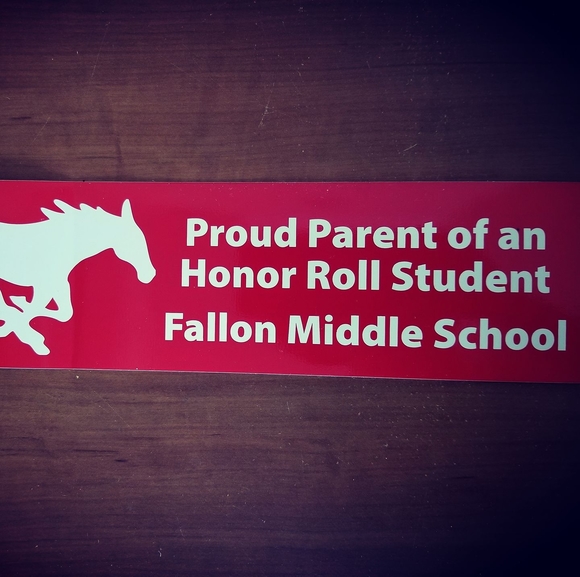 Proud Parent of an
Honor Roll Student
Fallon Middle School